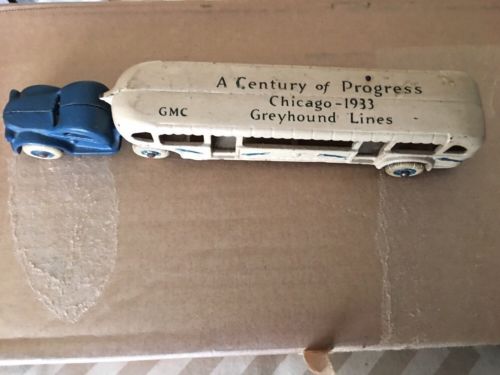 A Century of Progress
Chicago-1933
GMC
Greyhound Lines